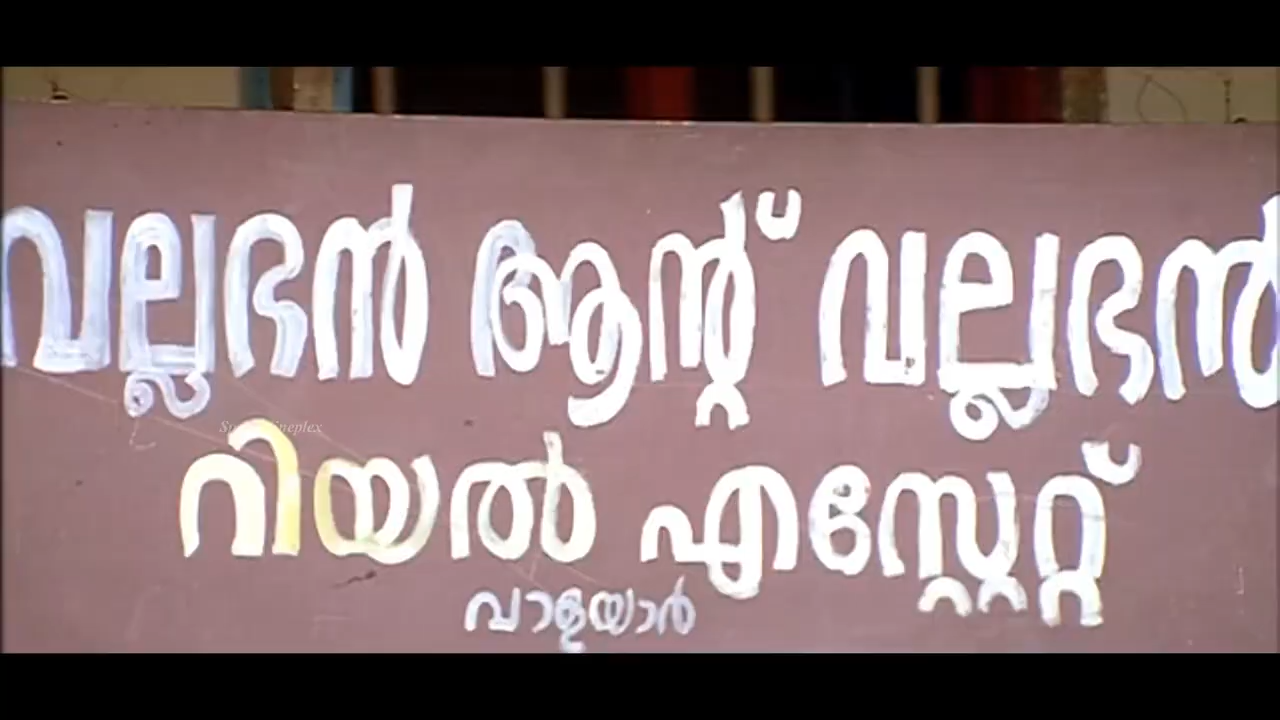 വല്ലഭൻ ആന്റ് വല്ലഭൻ
റിയൽ എസ്റ്റേറ്റ്
വാളയാർ